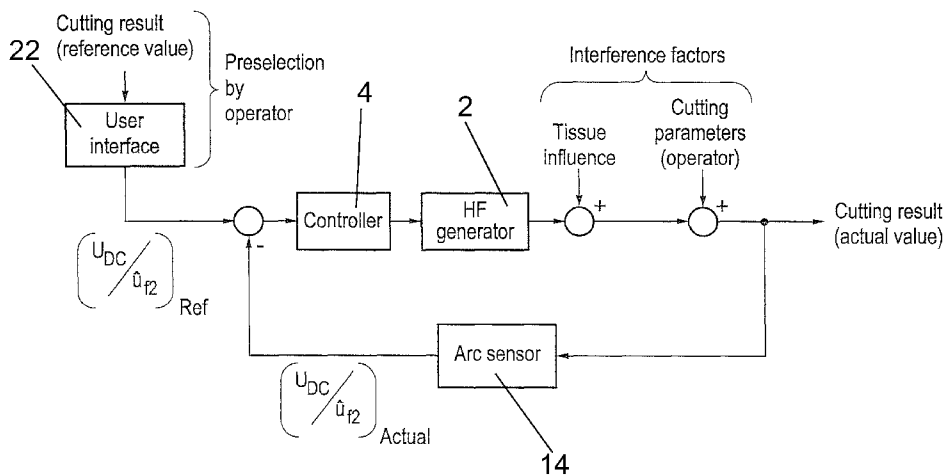 Cutting result
(reference value)
22
User
interface
Preselection
by
operator
4
2
Interference factors
Tissue
influence
Cutting
parameters
(operator)
Controller
HF
generator
+
+
-
Cutting result
(actual value)
U_DC / û_f2 Ref
Arc sensor
U_DC / û_f2 Actual
14